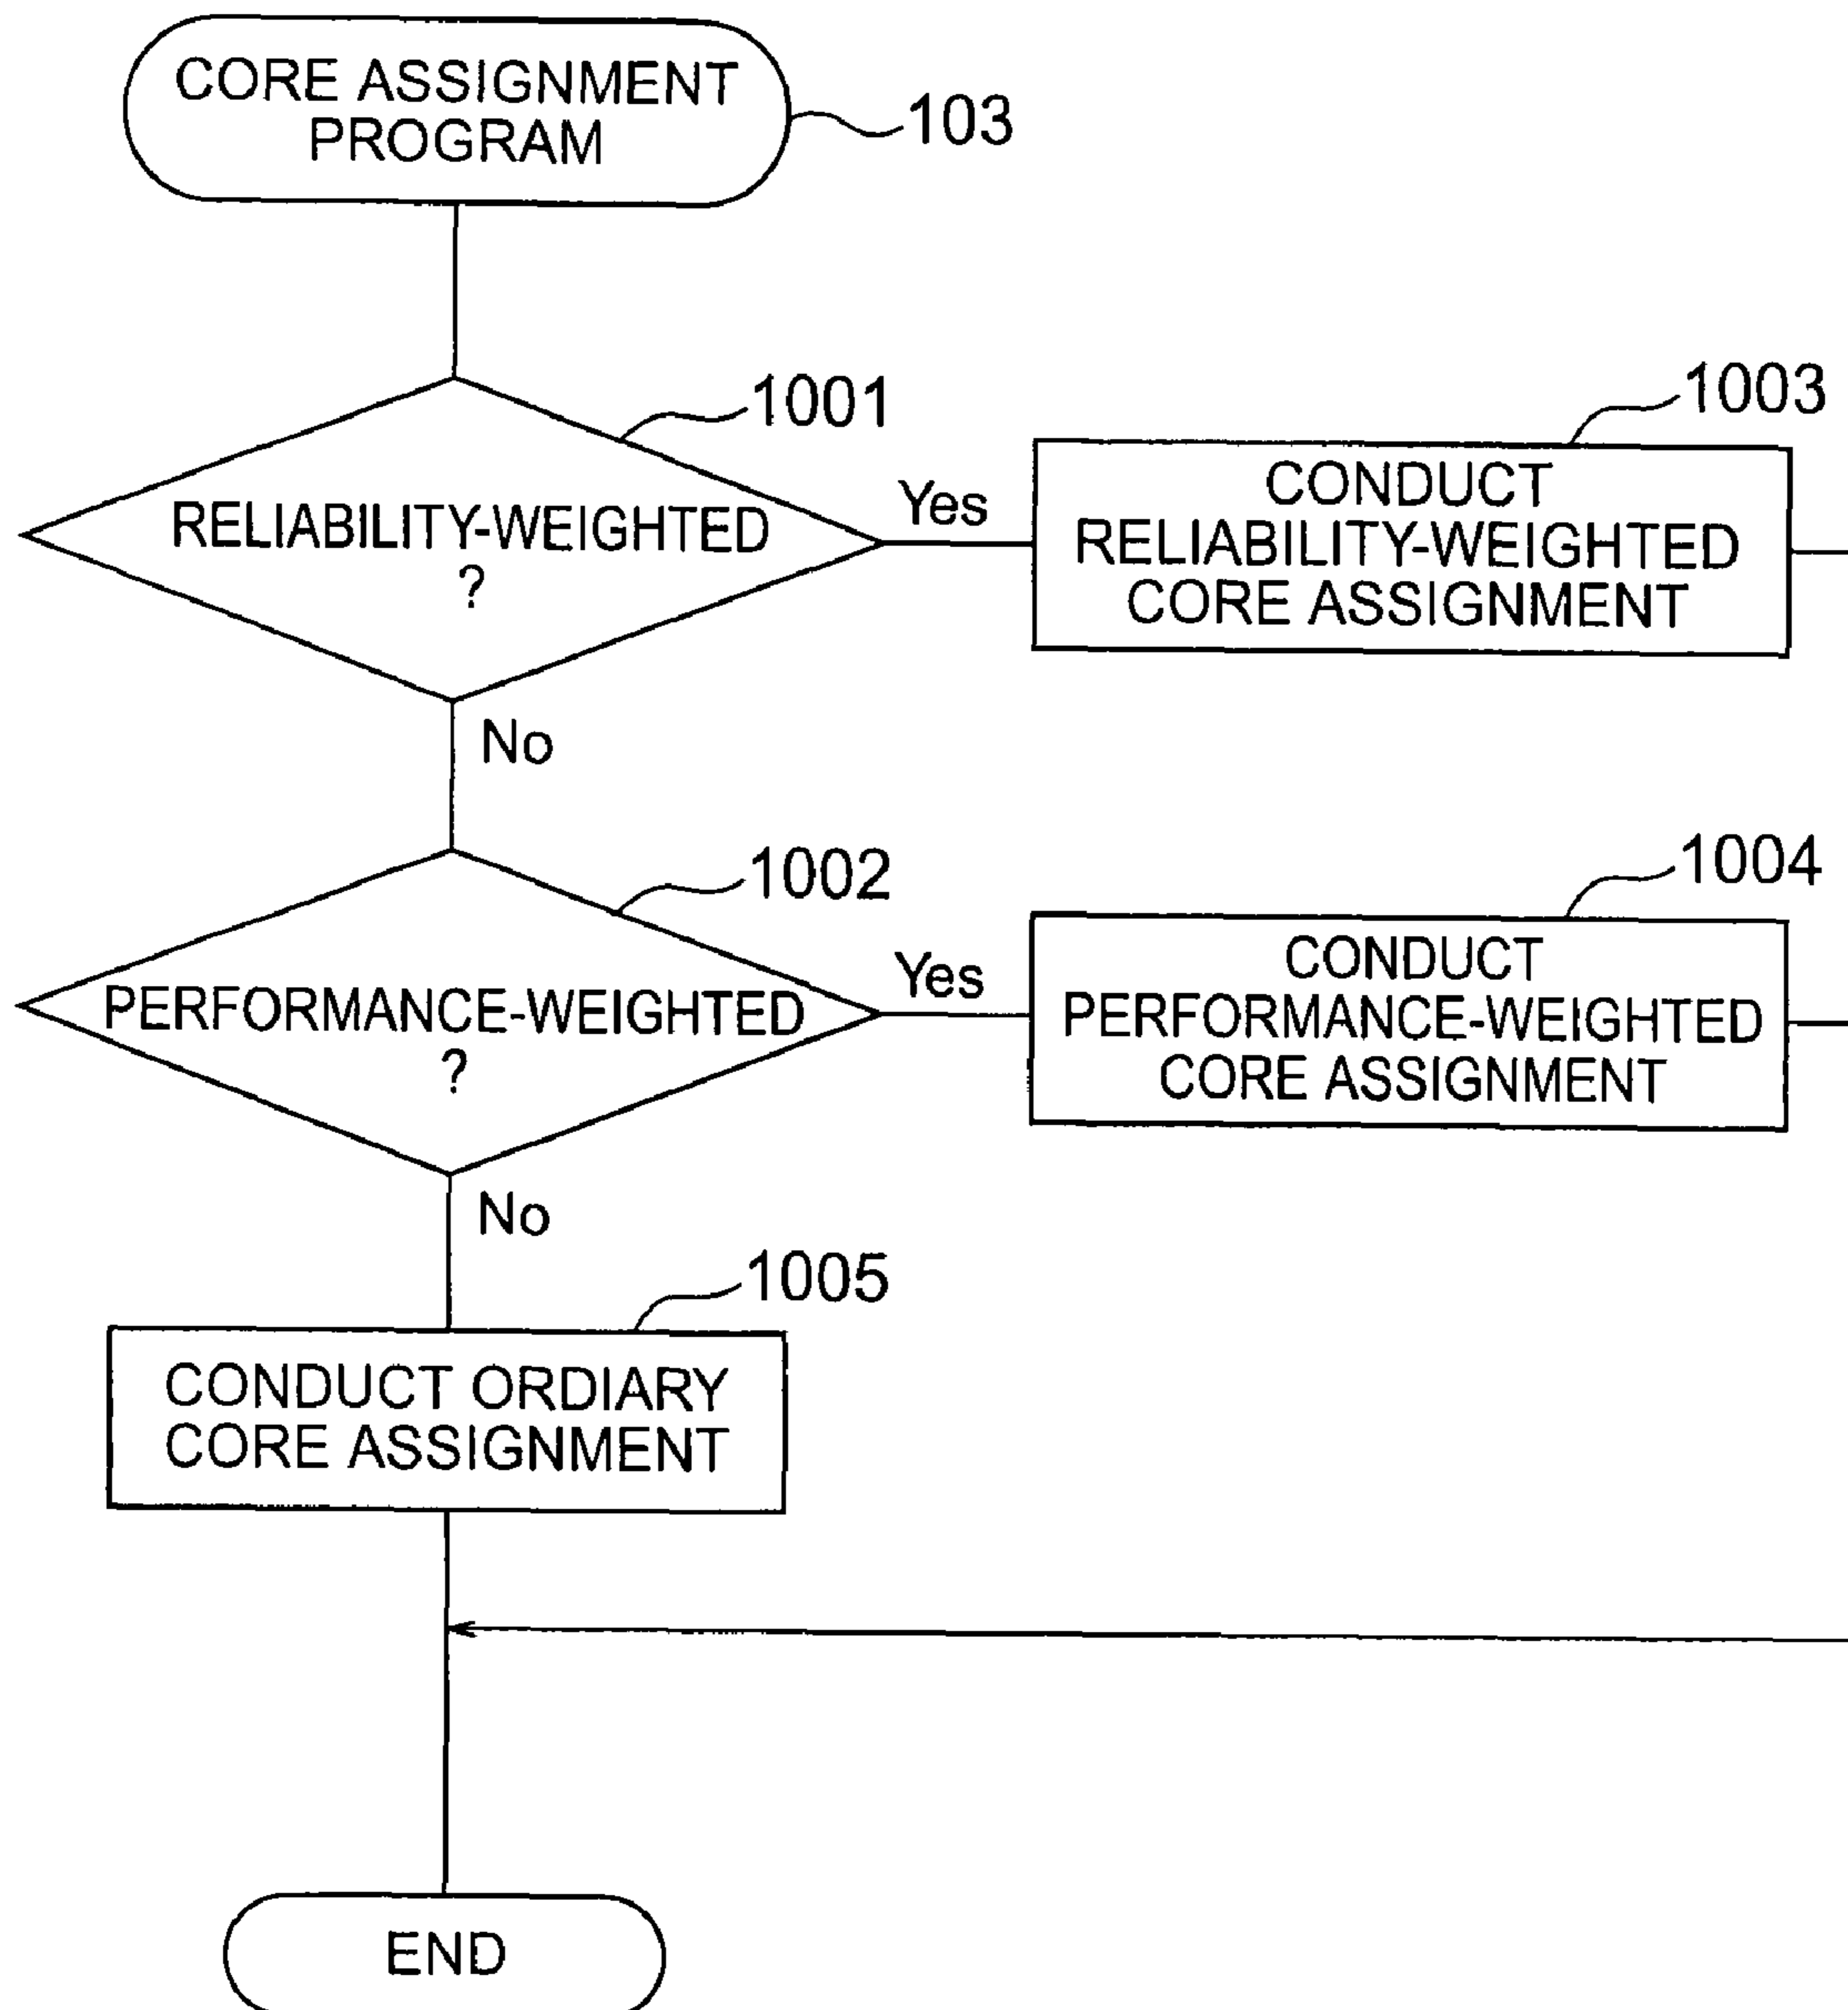 CORE ASSIGNMENT
PROGRAM
103
1001
RELIABILITY-WEIGHTED
?
Yes
1003
CONDUCT
RELIABILITY-WEIGHTED
CORE ASSIGNMENT
No
1002
PERFORMANCE-WEIGHTED
?
Yes
1004
CONDUCT
PERFORMANCE-WEIGHTED
CORE ASSIGNMENT
No
1005
CONDUCT ORDIARY
CORE ASSIGNMENT
END